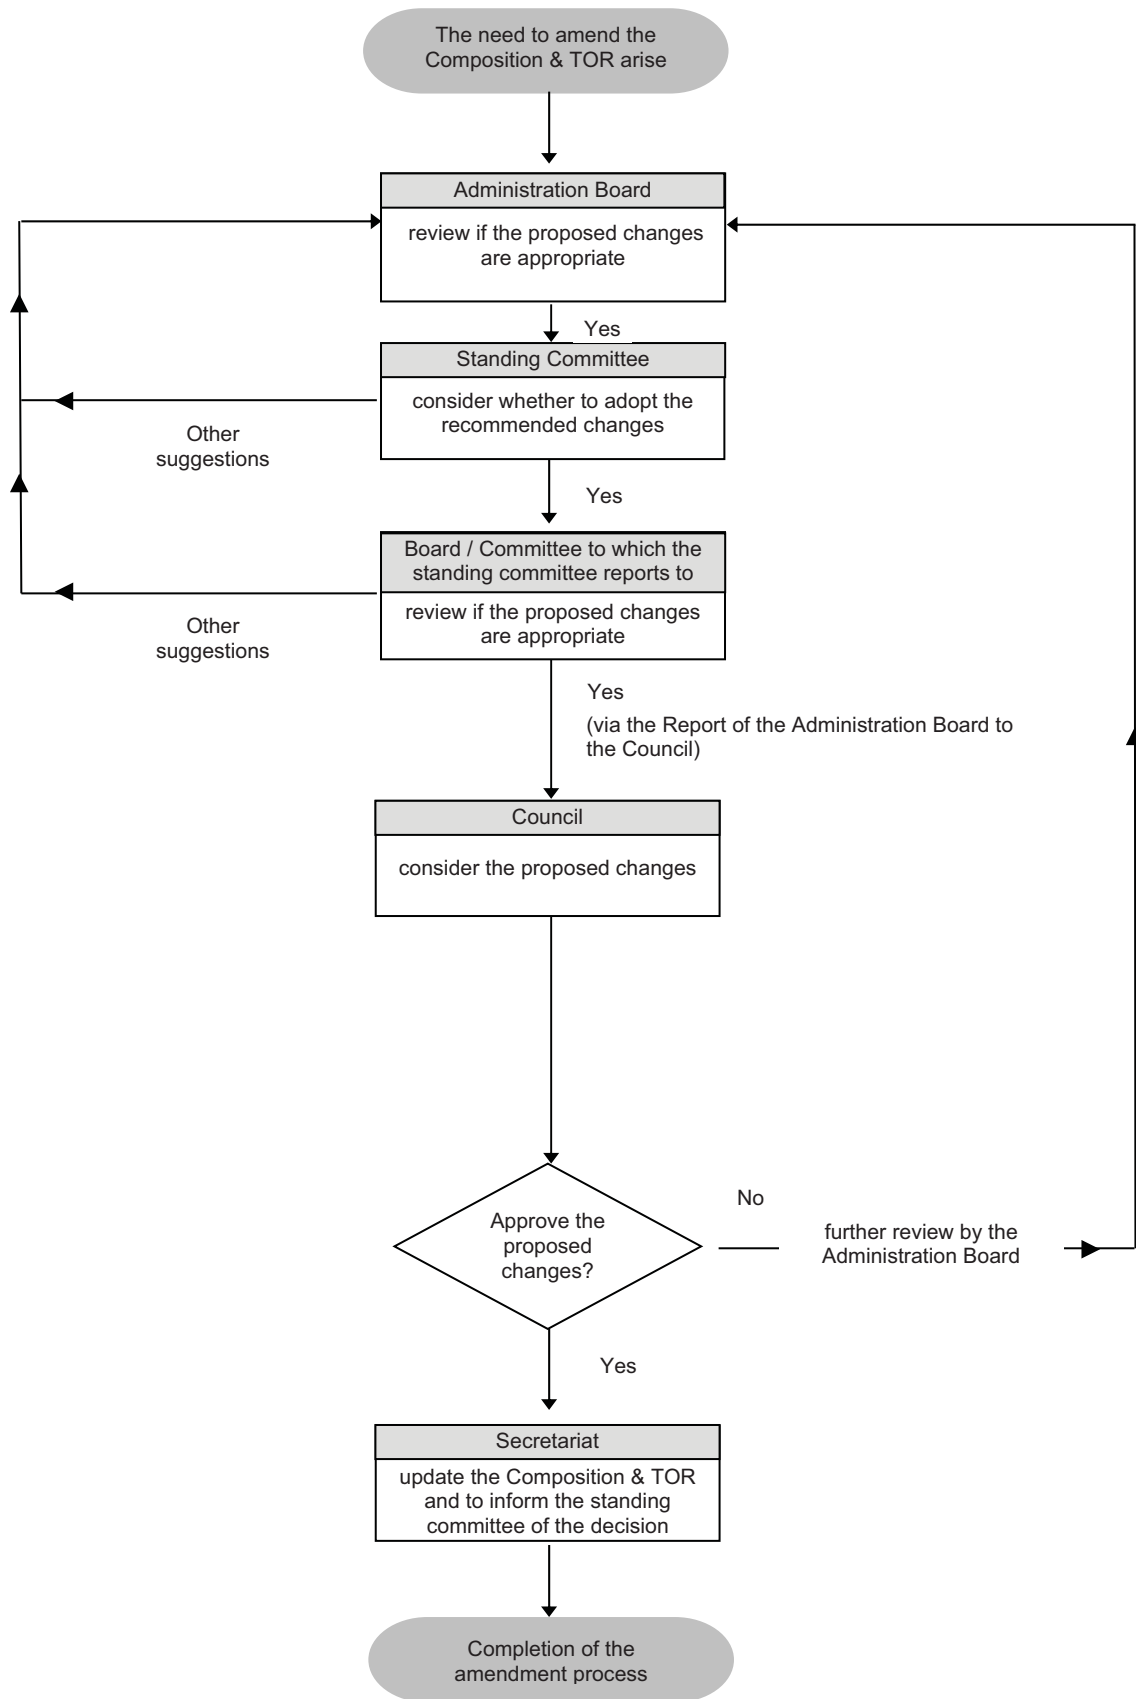 The need to amend the
Composition & TOR arise
Administration Board
review if the proposed changes
are appropriate
Yes
Standing Committee
consider whether to adopt the
recommended changes
Other
suggestions
Yes
Board / Committee to which the
standing committee reports to
review if the proposed changes
are appropriate
Other
suggestions
Yes
(via the Report of the Administration Board to
the Council)
Council
consider the proposed changes
Approve the
proposed
changes?
No
further review by the
Administration Board
Yes
Secretariat
update the Composition & TOR
and to inform the standing
committee of the decision
Completion of the
amendment process